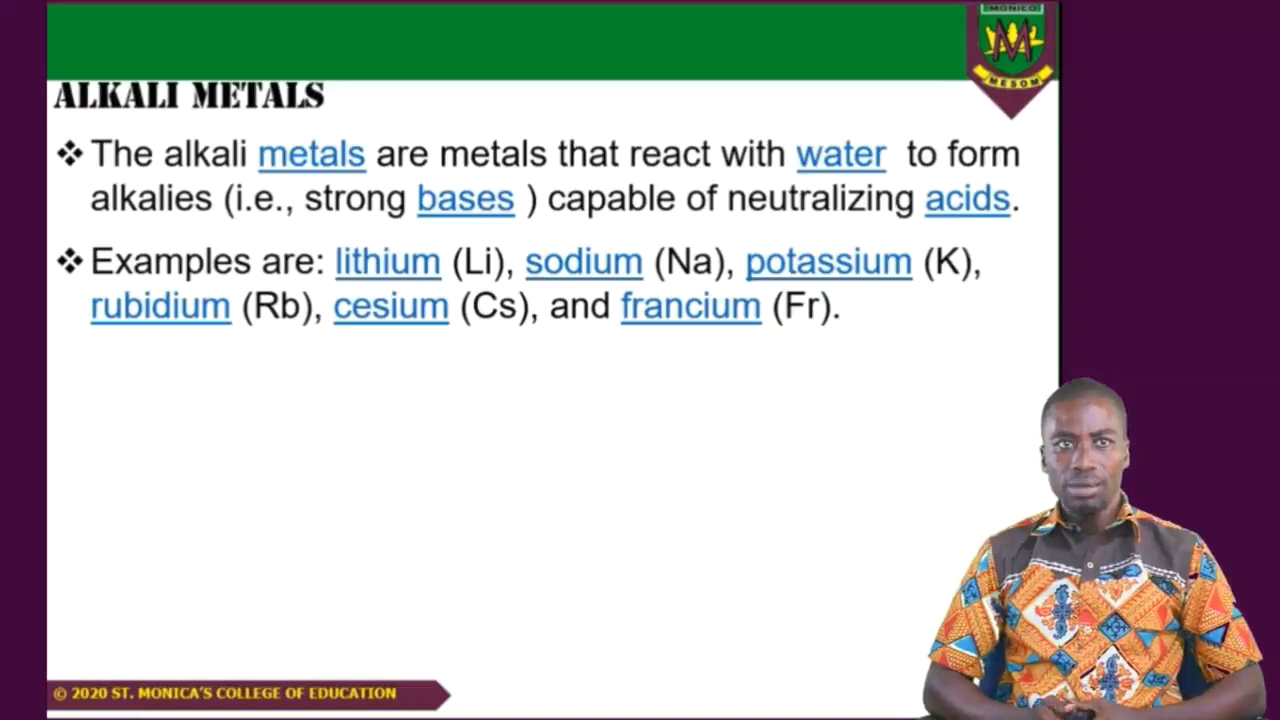 MONICO
M
MESOM
ALKALI METALS
❖ The alkali metals are metals that react with water to form
alkalies (i.e., strong bases ) capable of neutralizing acids.
❖ Examples are: lithium (Li), sodium (Na), potassium (K),
rubidium (Rb), cesium (Cs), and francium (Fr).
© 2020 ST. MONICA'S COLLEGE OF EDUCATION